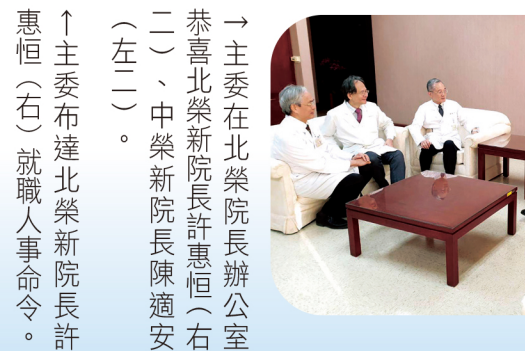 →主委在北榮院長辦公室
恭喜北榮新院長許惠恒（右
二）、中榮新院長陳適安
（左二）。
↑主委布達北榮新院長許
惠恒（右）就職人事命令。